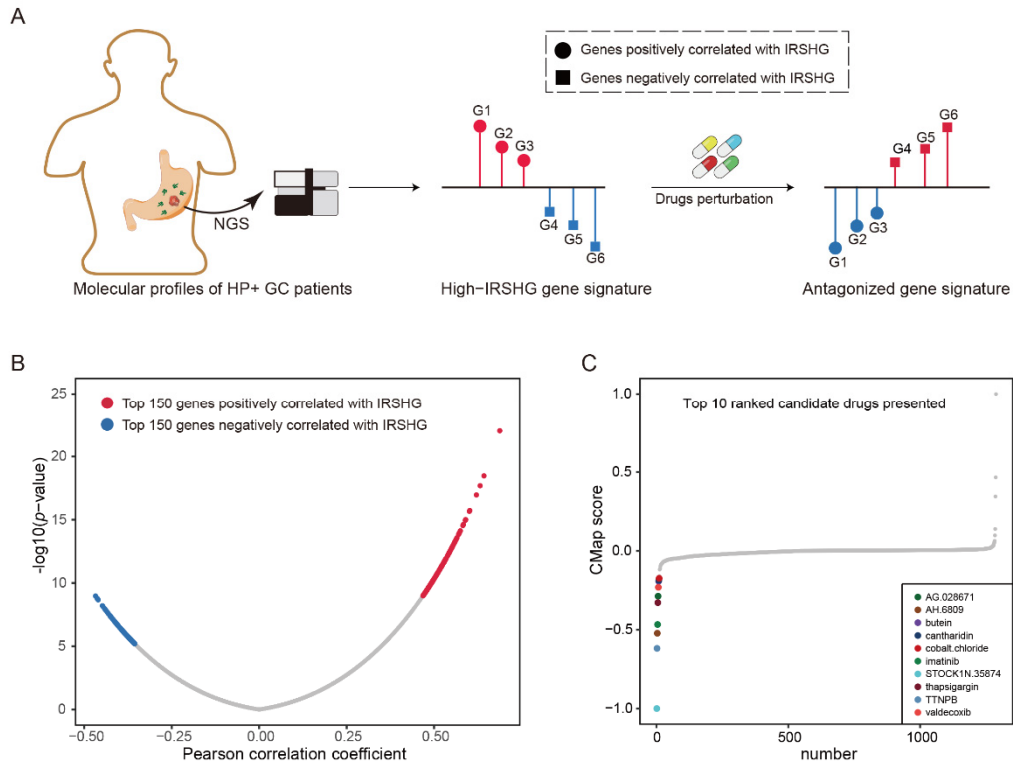 A
Genes positively correlated with IRSHG
Genes negatively correlated with IRSHG
G1
G2
G3
G4
G5
G6
NGS
Drugs perturbation
G6
G5
G4
G3
G2
G1
Molecular profiles of HP+ GC patients
High−IRSHG gene signature
Antagonized gene signature
B
25
20
15
10
5
0
-log10(p−value)
Top 150 genes positively correlated with IRSHG
Top 150 genes negatively correlated with IRSHG
−0.50
−0.25
0.00
0.25
0.50
Pearson correlation coefficient
C
1.0
0.5
0.0
−0.5
−1.0
CMap score
Top 10 ranked candidate drugs presented
AG.028671
AH.6809
butein
cantharidin
cobalt.chloride
imatinib
STOCK1N.35874
thapsigargin
TTNPB
valdecoxib
0
500
1000
number